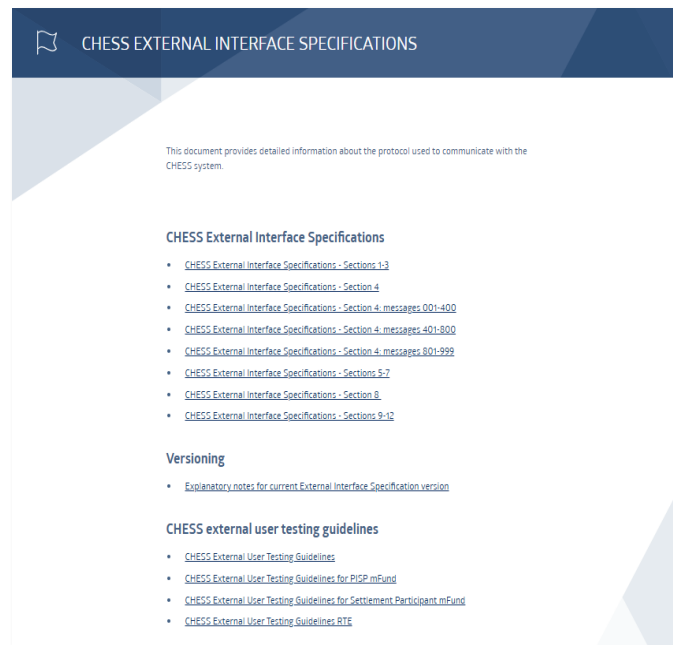 CHESS EXTERNAL INTERFACE SPECIFICATIONS
This document provides detailed information about the protocol used to communicate with the
CHESS system.
CHESS External Interface Specifications
• CHESS External Interface Specifications - Sections 1-3
• CHESS External Interface Specifications - Section 4
• CHESS External Interface Specifications - Section 4: messages 001-400
• CHESS External Interface Specifications - Section 4: messages 401-800
• CHESS External Interface Specifications - Section 4: messages 801-999
• CHESS External Interface Specifications - Sections 5-7
• CHESS External Interface Specifications - Section 8
• CHESS External Interface Specifications - Sections 9-12
Versioning
• Explanatory notes for current External Interface Specification version
CHESS external user testing guidelines
• CHESS External User Testing Guidelines
• CHESS External User Testing Guidelines for PISP mFund
• CHESS External User Testing Guidelines for Settlement Participant mFund
• CHESS External User Testing Guidelines RTE